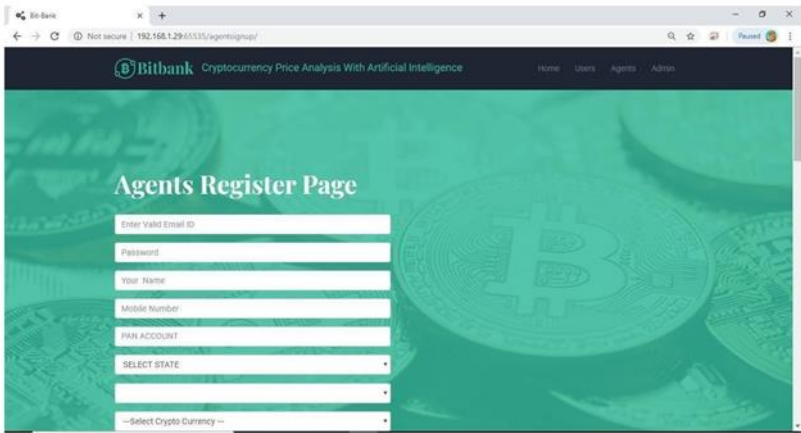 Bit-Bank
Not secure | 192.168.1.29:65535/agentsignup/
Paused
Bitbank Cryptocurrency Price Analysis With Artificial Intelligence
Home Users Agents Admin
Agents Register Page
Enter Valid Email ID
Password
Your Name
Mobile Number
PAN ACCOUNT
SELECT STATE
---Select Crypto Currency ---